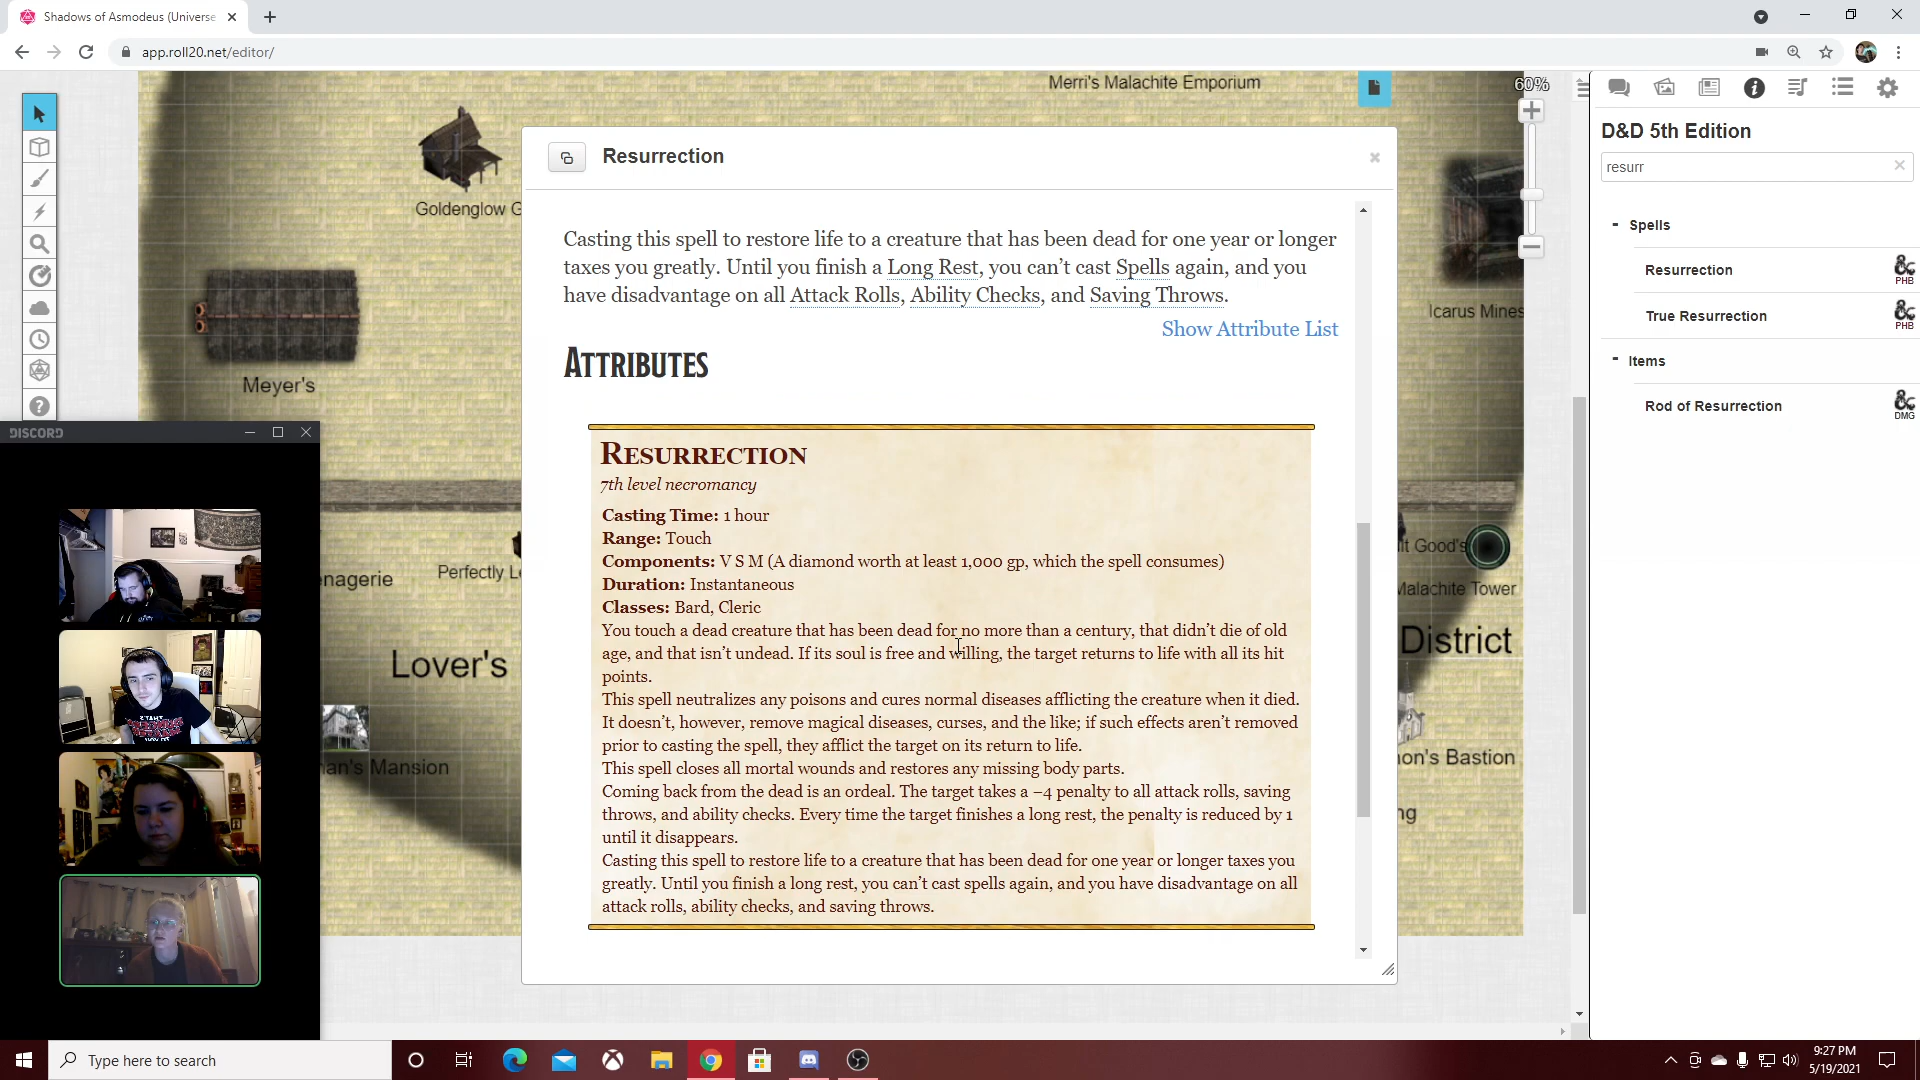 Shadows of Asmodeus (Universe
app.roll20.net/editor/
Merri's Malachite Emporium
60%
Goldenglow G
Meyer's
Icarus Mines
enagerie
Perfectly L
Lover's
an's Mansion
lt Good's
Malachite Tower
District
on's Bastion
ng
Resurrection
Casting this spell to restore life to a creature that has been dead for one year or longer
taxes you greatly. Until you finish a Long Rest, you can't cast Spells again, and you
have disadvantage on all Attack Rolls, Ability Checks, and Saving Throws.
Show Attribute List
ATTRIBUTES
RESURRECTION
7th level necromancy
Casting Time: 1 hour
Range: Touch
Components: V S M (A diamond worth at least 1,000 gp, which the spell consumes)
Duration: Instantaneous
Classes: Bard, Cleric
You touch a dead creature that has been dead for no more than a century, that didn't die of old
age, and that isn't undead. If its soul is free and willing, the target returns to life with all its hit
points.
This spell neutralizes any poisons and cures normal diseases afflicting the creature when it died.
It doesn't, however, remove magical diseases, curses, and the like; if such effects aren't removed
prior to casting the spell, they afflict the target on its return to life.
This spell closes all mortal wounds and restores any missing body parts.
Coming back from the dead is an ordeal. The target takes a −4 penalty to all attack rolls, saving
throws, and ability checks. Every time the target finishes a long rest, the penalty is reduced by 1
until it disappears.
Casting this spell to restore life to a creature that has been dead for one year or longer taxes you
greatly. Until you finish a long rest, you can't cast spells again, and you have disadvantage on all
attack rolls, ability checks, and saving throws.
D&D 5th Edition
resurr
Spells
Resurrection
PHB
True Resurrection
PHB
Items
Rod of Resurrection
DMG
DISCORD
Type here to search
9:27 PM
5/19/2021